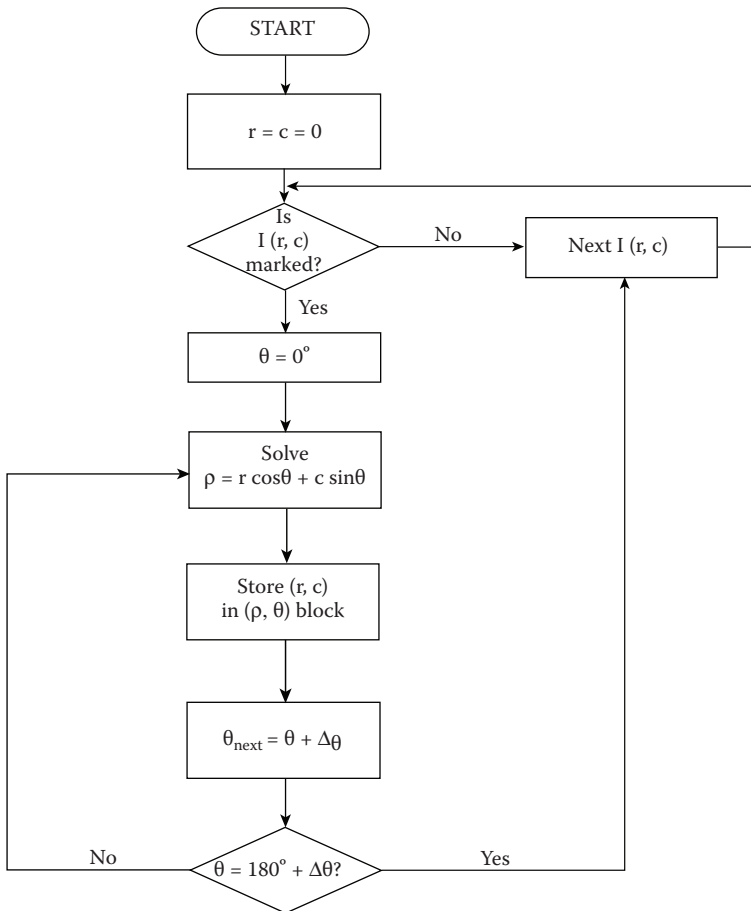 START
r = c = 0
Is
I (r, c)
marked?
No
Next I (r, c)
Yes
θ = 0°
Solve
ρ = r cosθ + c sinθ
Store (r, c)
in (ρ, θ) block
θnext = θ + Δθ
No
θ = 180° + Δθ?
Yes